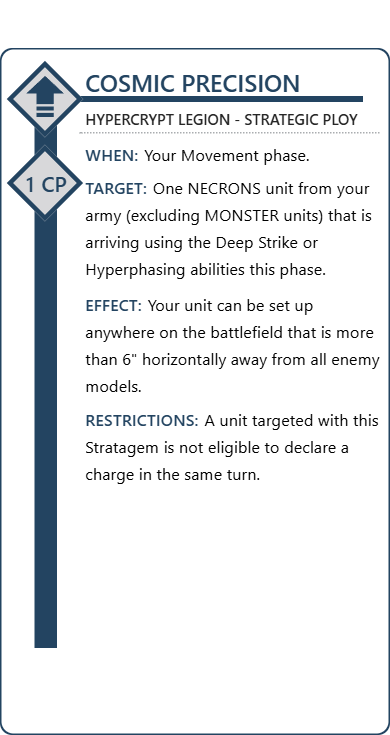 COSMIC PRECISION
HYPERCRYPT LEGION - STRATEGIC PLOY
1 CP
WHEN: Your Movement phase.
TARGET: One NECRONS unit from your
army (excluding MONSTER units) that is
arriving using the Deep Strike or
Hyperphasing abilities this phase.
EFFECT: Your unit can be set up
anywhere on the battlefield that is more
than 6" horizontally away from all enemy
models.
RESTRICTIONS: A unit targeted with this
Stratagem is not eligible to declare a
charge in the same turn.